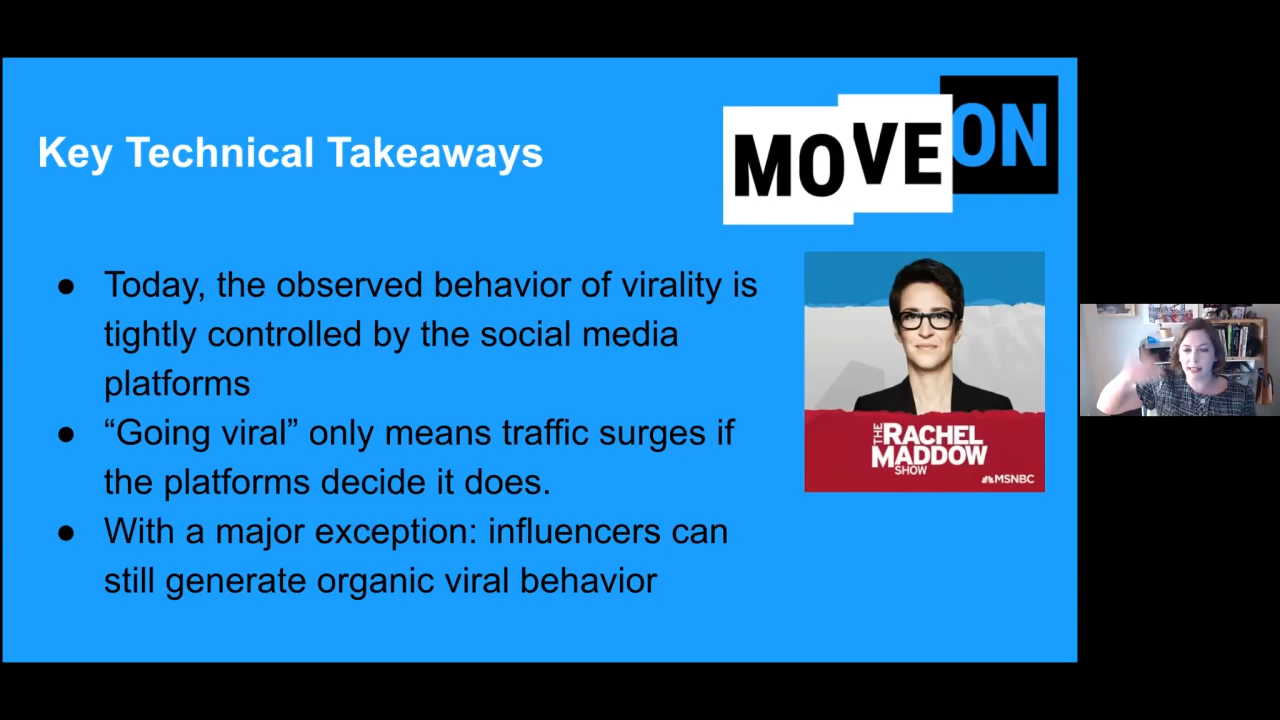 MOVEON
Key Technical Takeaways
● Today, the observed behavior of virality is
tightly controlled by the social media
platforms
● “Going viral” only means traffic surges if
the platforms decide it does.
● With a major exception: influencers can
still generate organic viral behavior
THE
RACHEL
MADDOW
SHOW
MSNBC